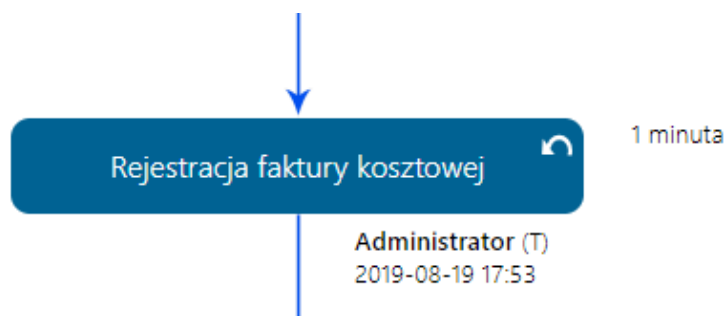 Rejestracja faktury kosztowej
1 minuta
Administrator (T)
2019-08-19 17:53